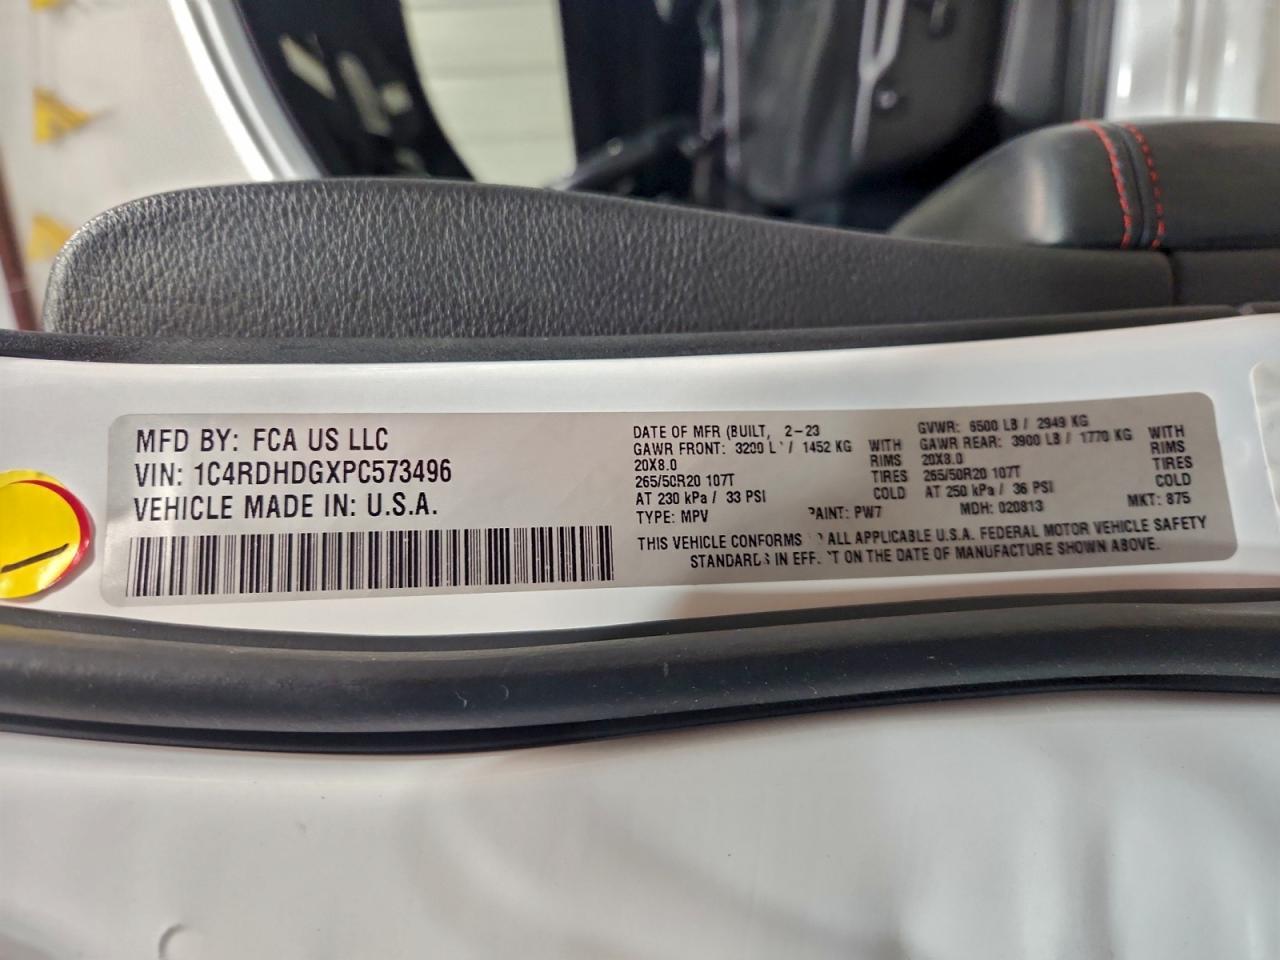 MFD BY: FCA US LLC
VIN: 1C4RDHDGXPC573496
VEHICLE MADE IN: U.S.A.
DATE OF MFR (BUILT, 2-23
GAWR FRONT: 3200 L / 1452 KG WITH
20X8.0 RIMS
265/50R20 107T TIRES
AT 230 kPa / 33 PSI COLD
TYPE: MPV PAINT: PW7
GVWR: 6500 LB / 2949 KG
GAWR REAR: 3900 LB / 1770 KG WITH
20X8.0 RIMS
265/50R20 107T TIRES
AT 250 kPa / 36 PSI COLD
MDH: 020813 MKT: 875
THIS VEHICLE CONFORMS ALL APPLICABLE U.S.A. FEDERAL MOTOR VEHICLE SAFETY
STANDARDS IN EFF. T ON THE DATE OF MANUFACTURE SHOWN ABOVE.